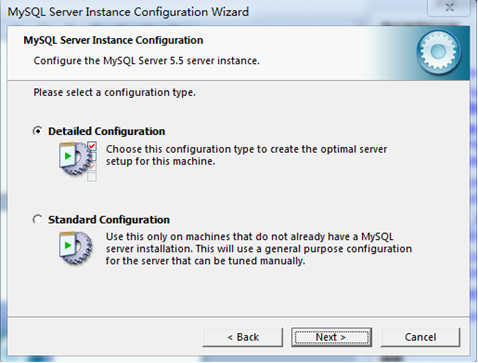 MySQL Server Instance Configuration Wizard
MySQL Server Instance Configuration
Configure the MySQL Server 5.5 server instance.
Please select a configuration type.
Detailed Configuration
Choose this configuration type to create the optimal server
setup for this machine.
Standard Configuration
Use this only on machines that do not already have a MySQL
server installation. This will use a general purpose configuration
for the server that can be tuned manually.
< Back
Next >
Cancel